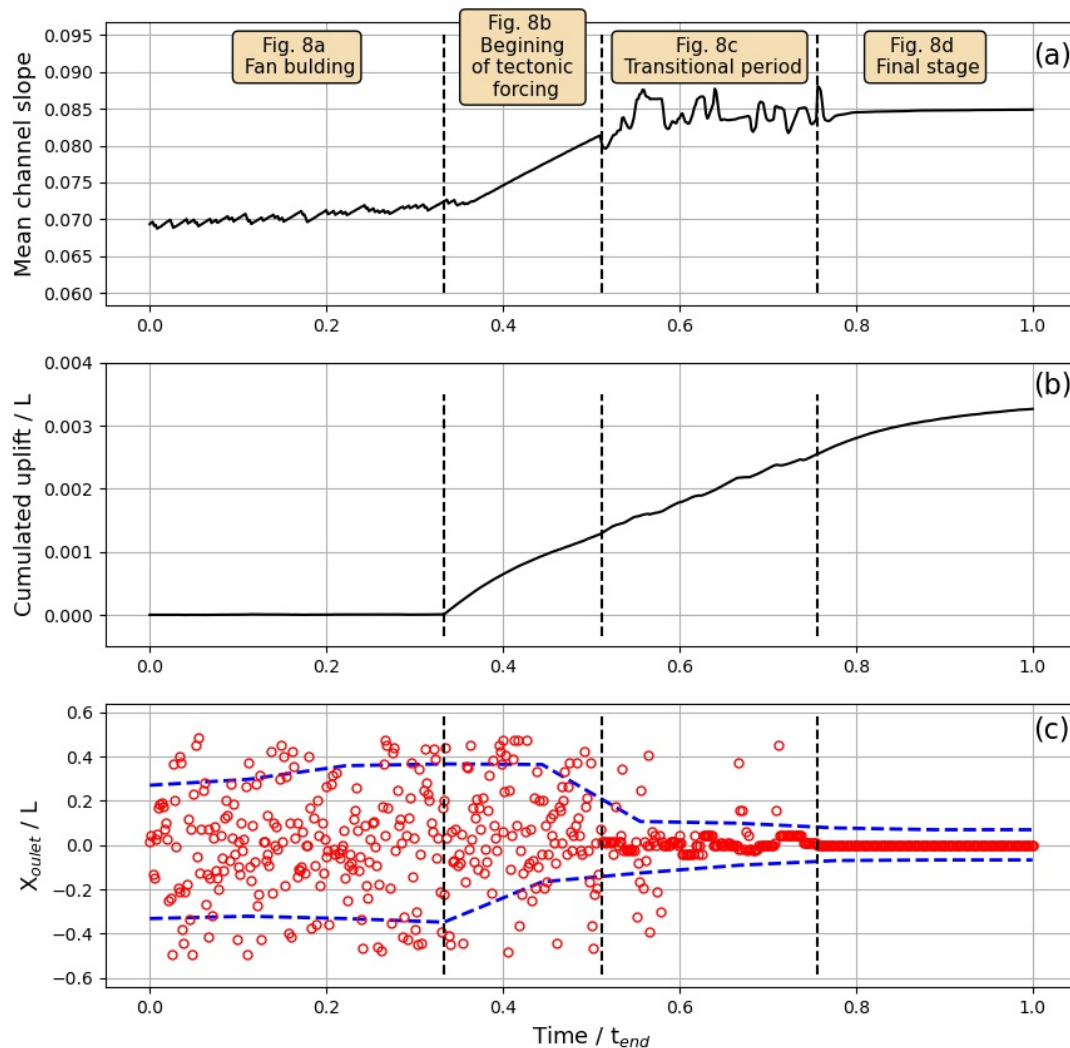 Fig. 8a
Fan bulding
Fig. 8b
Begining
of tectonic
forcing
Fig. 8c
Transitional period
Fig. 8d
Final stage
(a)
0.095
0.090
0.085
0.080
0.075
0.070
0.065
0.060
Mean channel slope
0.0 0.2 0.4 0.6 0.8 1.0
(b)
0.004
0.003
0.002
0.001
0.000
Cumulated uplift / L
0.0 0.2 0.4 0.6 0.8 1.0
(c)
0.6
0.4
0.2
0.0
−0.2
−0.4
−0.6
X_oulet / L
0.0 0.2 0.4 0.6 0.8 1.0
Time / t_end